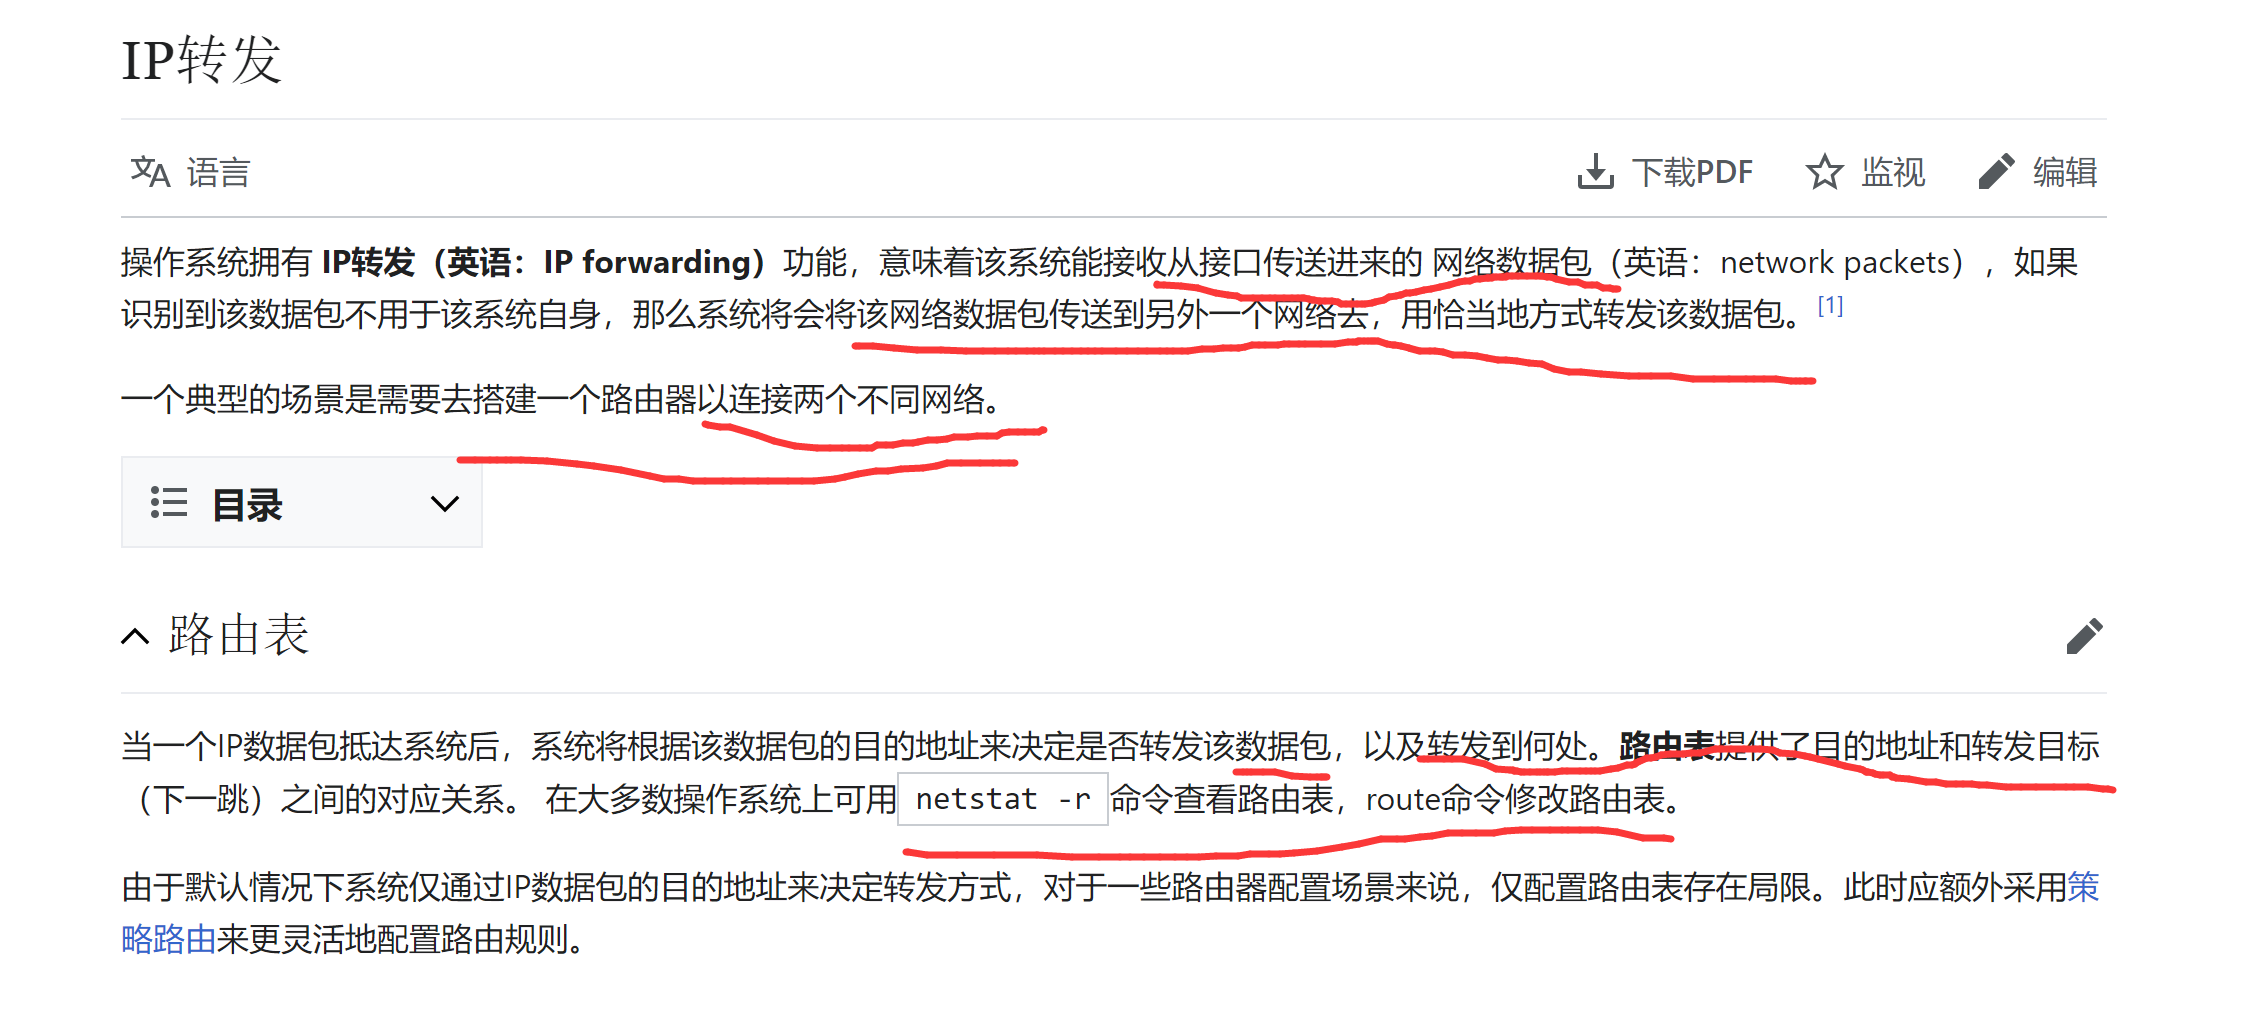 IP转发
语言
下载PDF
监视
编辑
操作系统拥有 IP转发（英语：IP forwarding）功能，意味着该系统能接收从接口传送进来的 网络数据包（英语：network packets），如果
识别到该数据包不用于该系统自身，那么系统将会将该网络数据包传送到另外一个网络去，用恰当地方式转发该数据包。[1]
一个典型的场景是需要去搭建一个路由器以连接两个不同网络。
目录
路由表
当一个IP数据包抵达系统后，系统将根据该数据包的目的地址来决定是否转发该数据包，以及转发到何处。路由表提供了目的地址和转发目标
（下一跳）之间的对应关系。 在大多数操作系统上可用 netstat -r 命令查看路由表，route命令修改路由表。
由于默认情况下系统仅通过IP数据包的目的地址来决定转发方式，对于一些路由器配置场景来说，仅配置路由表存在局限。此时应额外采用策
略路由来更灵活地配置路由规则。